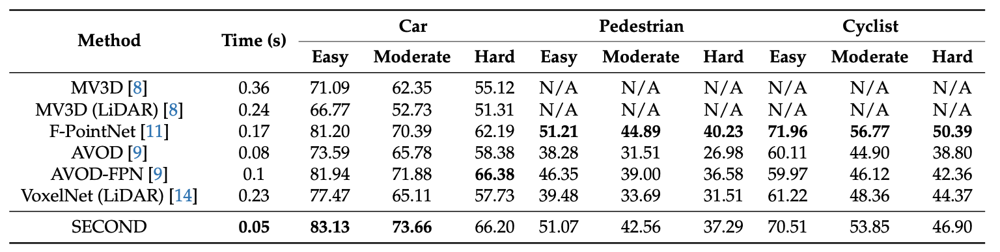 Method Time (s) Car Pedestrian Cyclist
Easy Moderate Hard Easy Moderate Hard Easy Moderate Hard
MV3D [8] 0.36 71.09 62.35 55.12 N/A N/A N/A N/A N/A N/A
MV3D (LiDAR) [8] 0.24 66.77 52.73 51.31 N/A N/A N/A N/A N/A N/A
F-PointNet [11] 0.17 81.20 70.39 62.19 51.21 44.89 40.23 71.96 56.77 50.39
AVOD [9] 0.08 73.59 65.78 58.38 38.28 31.51 26.98 60.11 44.90 38.80
AVOD-FPN [9] 0.1 81.94 71.88 66.38 46.35 39.00 36.58 59.97 46.12 42.36
VoxelNet (LiDAR) [14] 0.23 77.47 65.11 57.73 39.48 33.69 31.51 61.22 48.36 44.37
SECOND 0.05 83.13 73.66 66.20 51.07 42.56 37.29 70.51 53.85 46.90